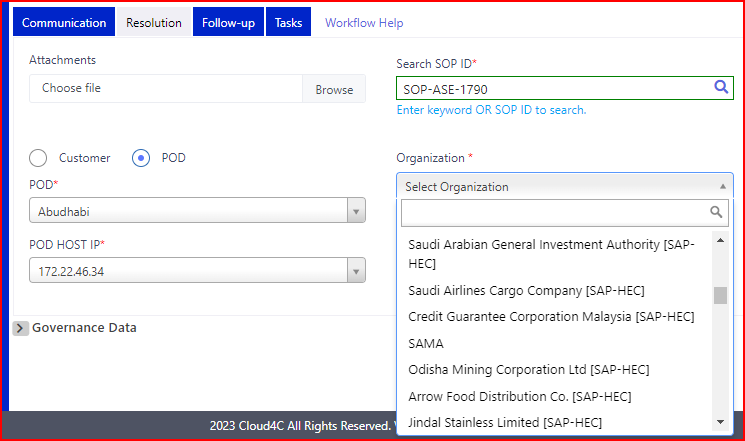 Communication Resolution Follow-up Tasks Workflow Help
Attachments
Choose file Browse
Search SOP ID*
SOP-ASE-1790
Enter keyword OR SOP ID to search.
Customer POD
POD*
Abudhabi
POD HOST IP*
172.22.46.34
Organization *
Select Organization
Saudi Arabian General Investment Authority [SAP-
HEC]
Saudi Airlines Cargo Company [SAP-HEC]
Credit Guarantee Corporation Malaysia [SAP-HEC]
SAMA
Odisha Mining Corporation Ltd [SAP-HEC]
Arrow Food Distribution Co. [SAP-HEC]
Jindal Stainless Limited [SAP-HEC]
Governance Data
2023 Cloud4C All Rights Reserved.